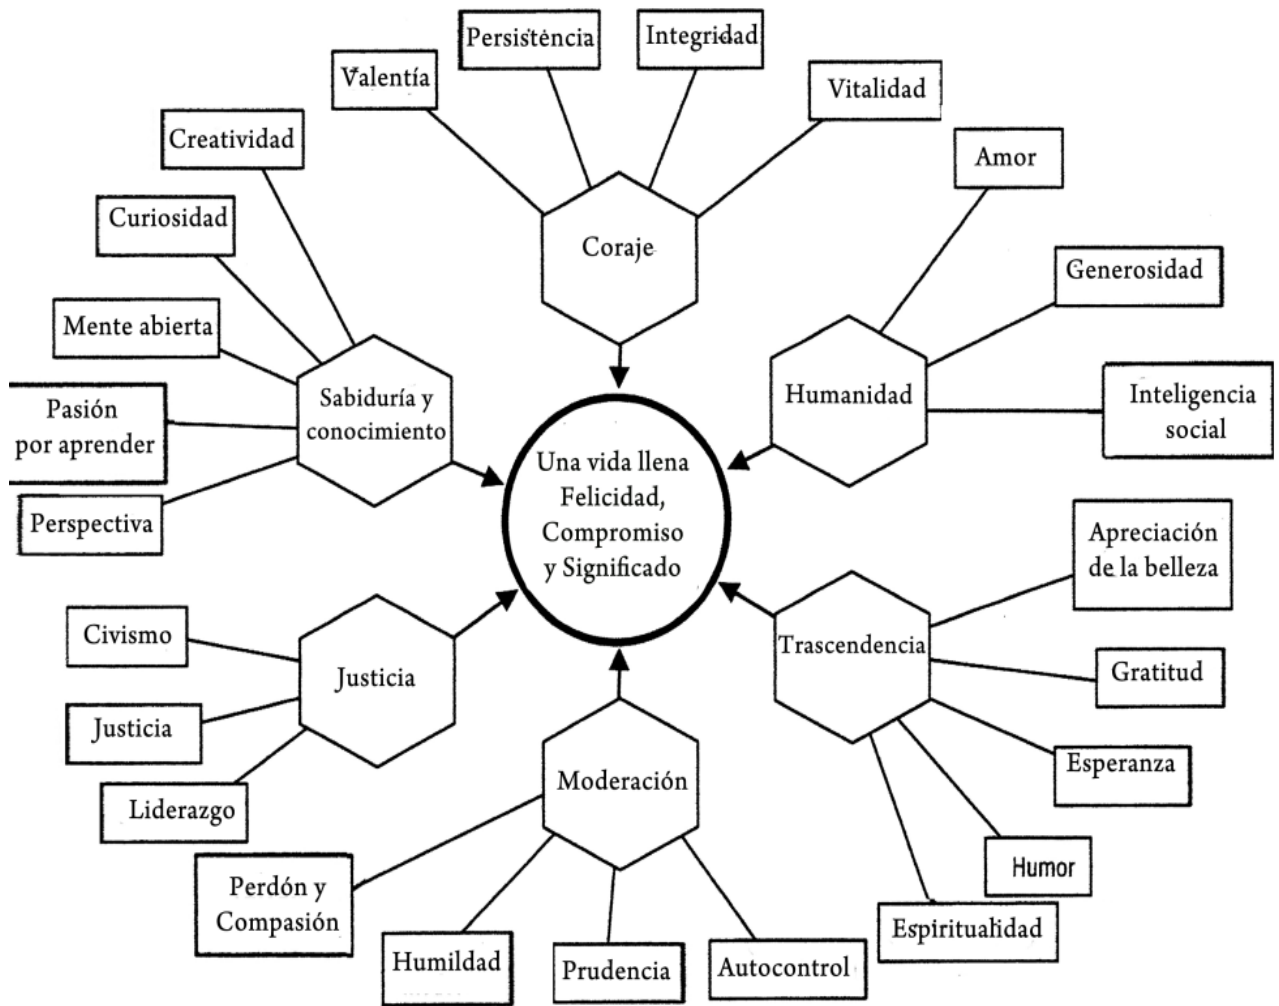 Persistencia
Integridad
Valentía
Vitalidad
Creatividad
Amor
Curiosidad
Coraje
Generosidad
Mente abierta
Pasión
por aprender
Sabiduría y
conocimiento
Humanidad
Inteligencia
social
Perspectiva
Una vida llena
Felicidad,
Compromiso
y Significado
Apreciación
de la belleza
Civismo
Justicia
Trascendencia
Gratitud
Justicia
Liderazgo
Moderación
Esperanza
Perdón y
Compasión
Humor
Humildad
Prudencia
Autocontrol
Espiritualidad